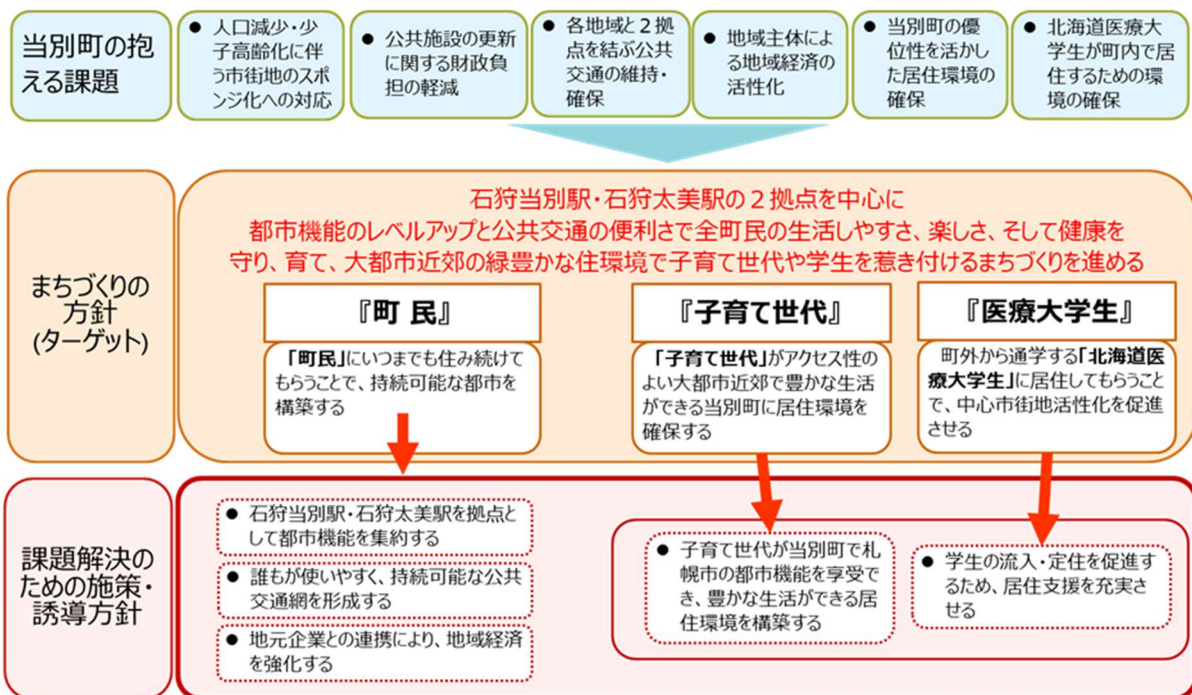 当別町の抱
える課題
● 人口減少・少
子高齢化に伴
う市街地のスポ
ンジ化への対応
● 公共施設の更新
に関する財政負
担の軽減
● 各地域と２拠
点を結ぶ公共
交通の維持・
確保
● 地域主体によ
る地域経済の
活性化
● 当別町の優
位性を活かし
た居住環境の
確保
● 北海道医療大
学生が町内で居
住するための環
境の確保
まちづくりの
方針
(ターゲット)
石狩当別駅・石狩太美駅の２拠点を中心に
都市機能のレベルアップと公共交通の便利さで全町民の生活しやすさ、楽しさ、そして健康を
守り、育て、大都市近郊の緑豊かな住環境で子育て世代や学生を惹き付けるまちづくりを進める
『町 民』
「町民」にいつまでも住み続けて
もらうことで、持続可能な都市を
構築する
『子育て世代』
「子育て世代」がアクセス性の
よい大都市近郊で豊かな生活
ができる当別町に居住環境を
確保する
『医療大学生』
町外から通学する「北海道医
療大学生」に居住してもらうこと
で、中心市街地活性化を促進
させる
課題解決の
ための施策・
誘導方針
● 石狩当別駅・石狩太美駅を拠点と
して都市機能を集約する
● 誰もが使いやすく、持続可能な公共
交通網を形成する
● 地元企業との連携により、地域経済
を強化する
● 子育て世代が当別町で札
幌市の都市機能を享受で
き、豊かな生活ができる居
住環境を構築する
● 学生の流入・定住を促進す
るため、居住支援を充実さ
せる